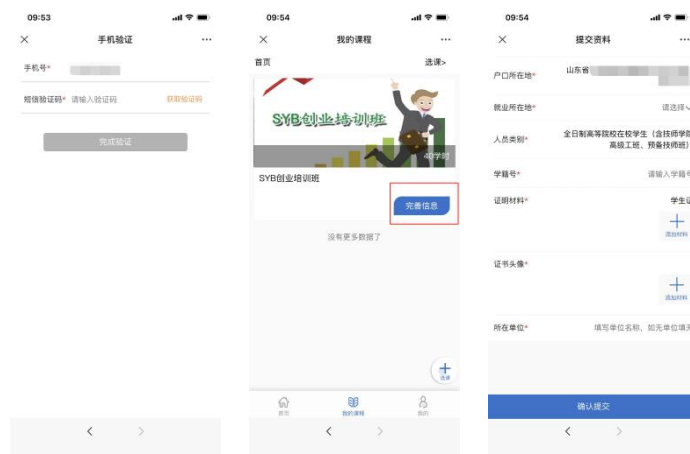 09:53
手机验证
手机号*
短信验证码* 请输入验证码 获取验证码
完成验证
09:54
我的课程
首页 选课>
SYB创业培训班
40学时
SYB创业培训班
完善信息
没有更多数据了
选课
首页 我的课程 我的
09:54
提交资料
户口所在地* 山东省
就业所在地* 请选择
人员类别* 全日制高等院校在校学生（含技师学院
高级工班、预备技师班）
学籍号* 请输入学籍号
证明材料* 学生证
添加材料
证书头像*
添加材料
所在单位* 填写单位名称，如无单位填无
确认提交